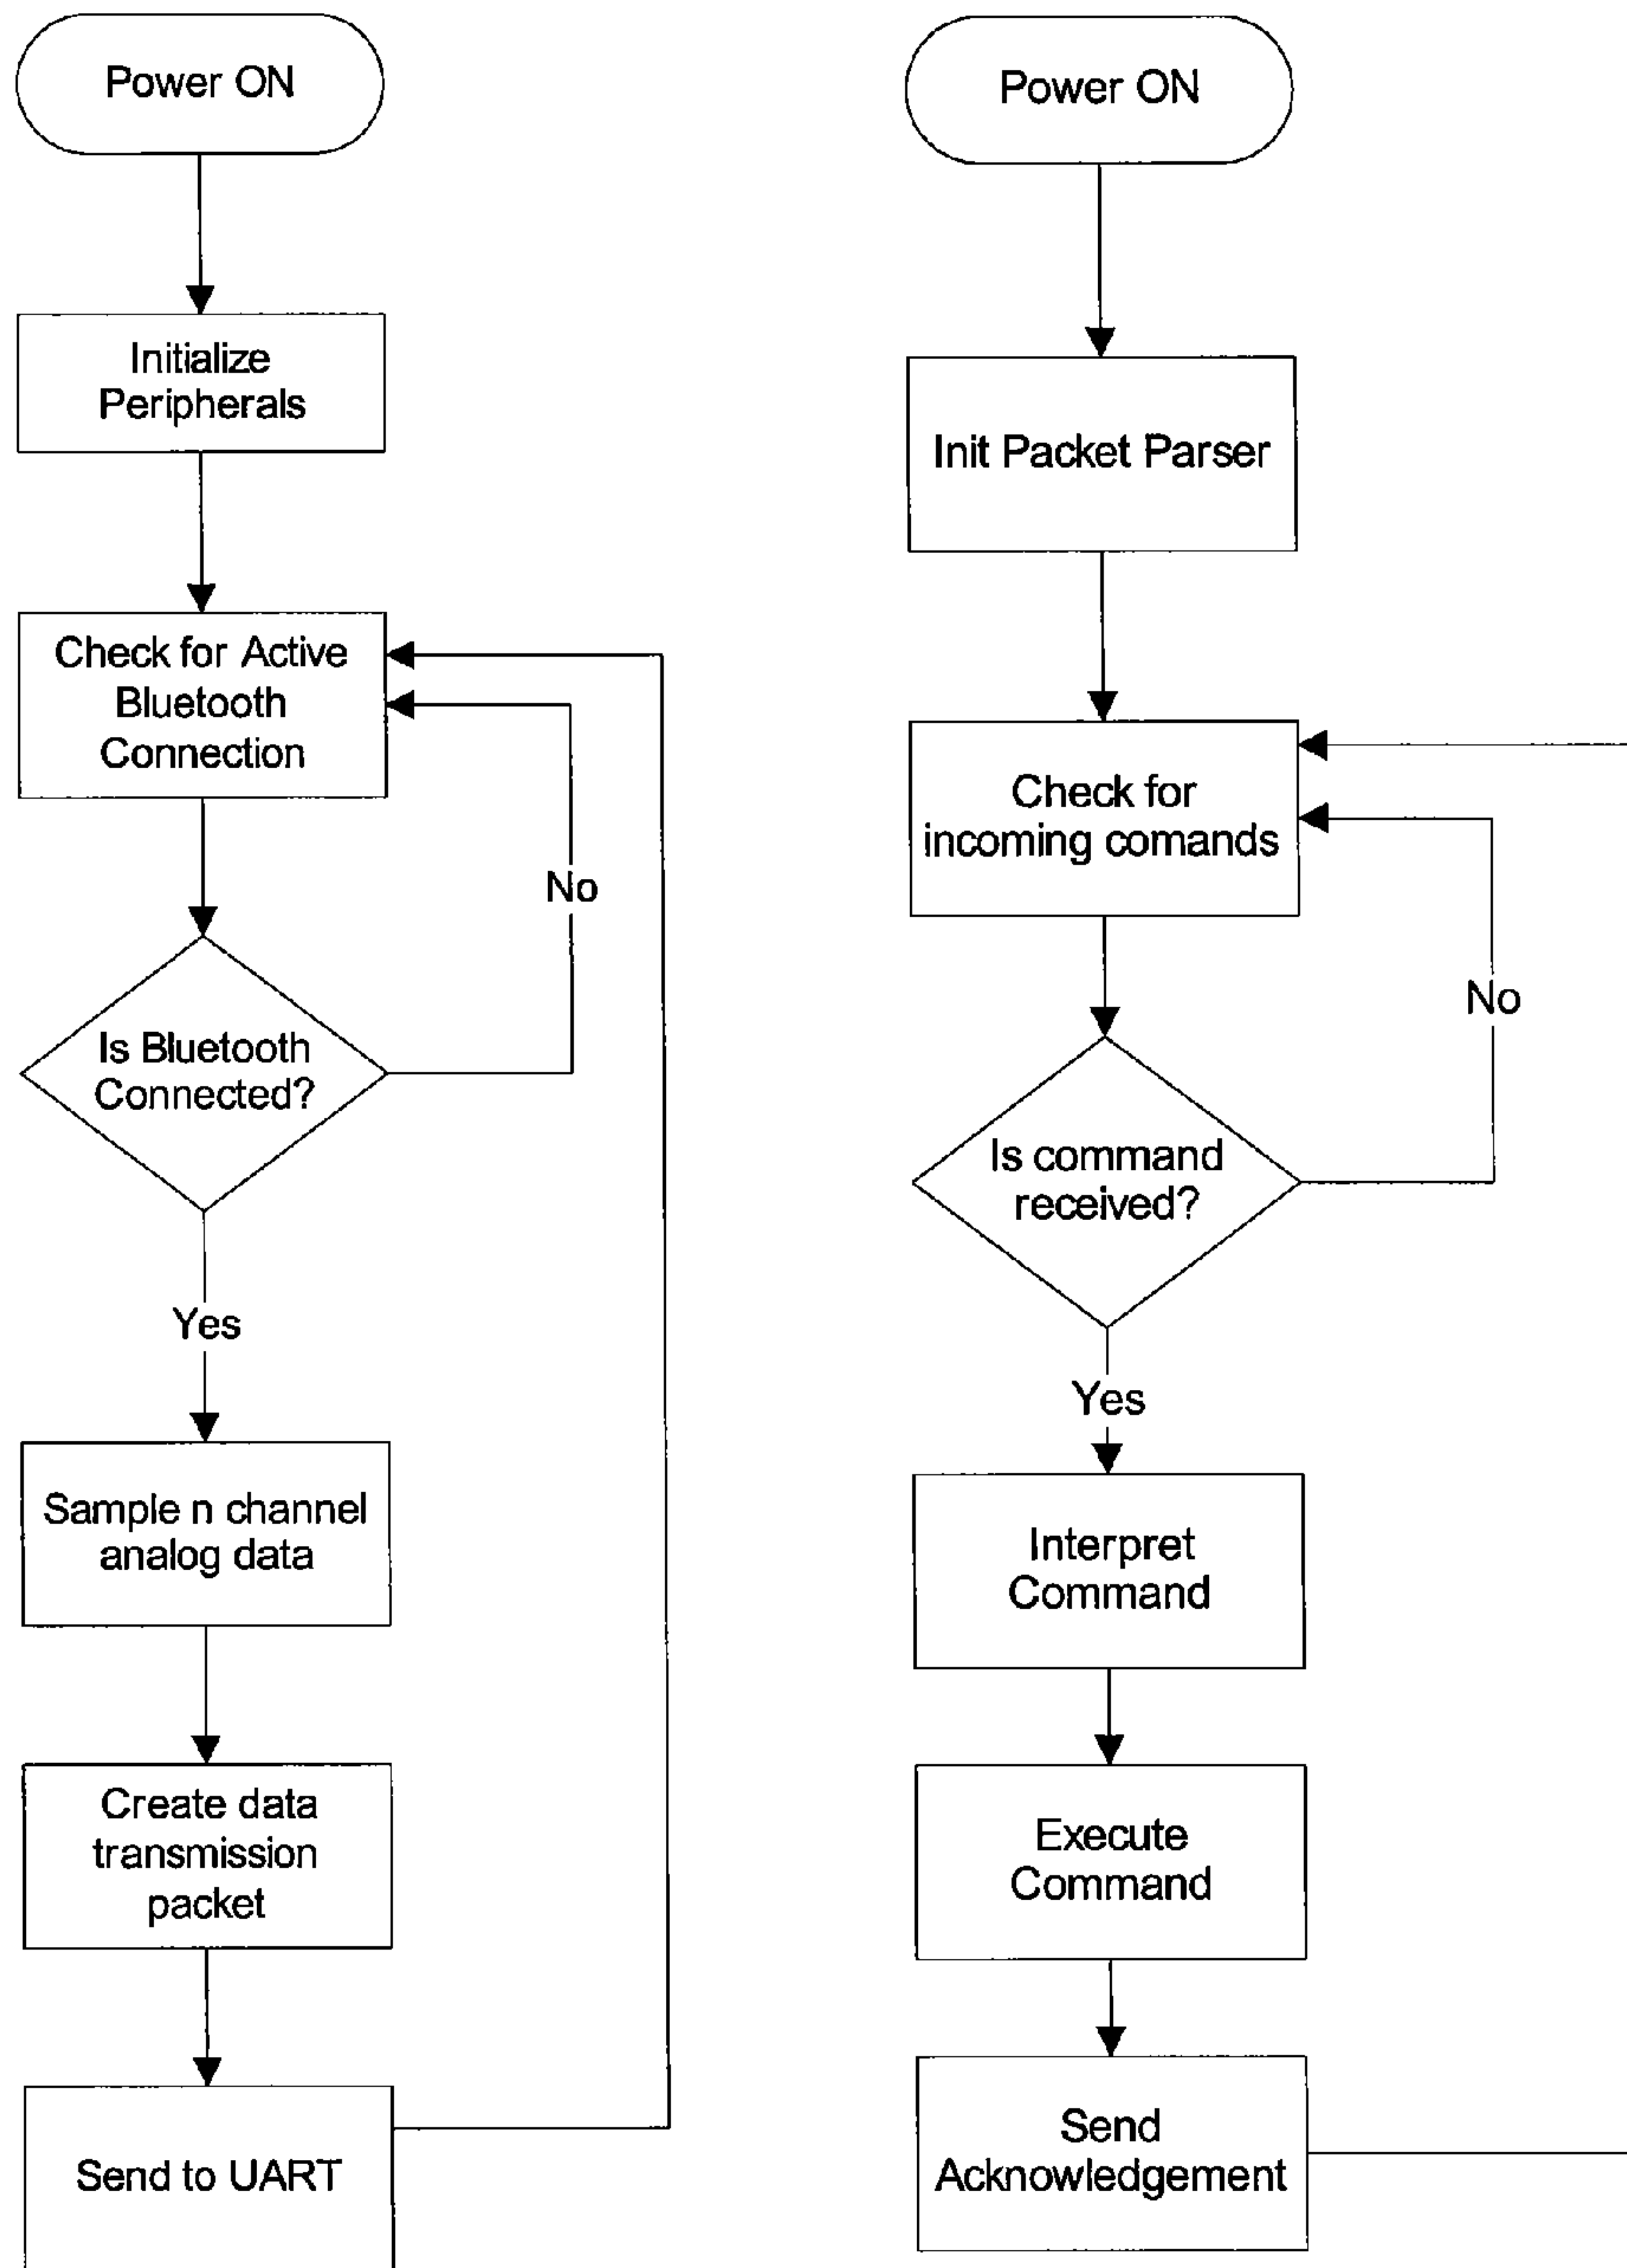 Power ON
Initialize
Peripherals
Check for Active
Bluetooth
Connection
No
Is Bluetooth
Connected?
Yes
Sample n channel
analog data
Create data
transmission
packet
Send to UART
Power ON
Init Packet Parser
Check for
incoming comands
No
Is command
received?
Yes
Interpret
Command
Execute
Command
Send
Acknowledgement